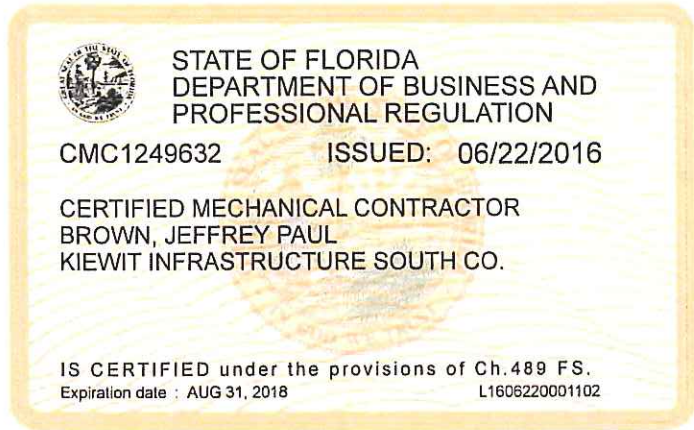 STATE OF FLORIDA
DEPARTMENT OF BUSINESS AND
PROFESSIONAL REGULATION
CMC1249632 ISSUED: 06/22/2016
CERTIFIED MECHANICAL CONTRACTOR
BROWN, JEFFREY PAUL
KIEWIT INFRASTRUCTURE SOUTH CO.
IS CERTIFIED under the provisions of Ch.489 FS.
Expiration date : AUG 31, 2018 L1606220001102